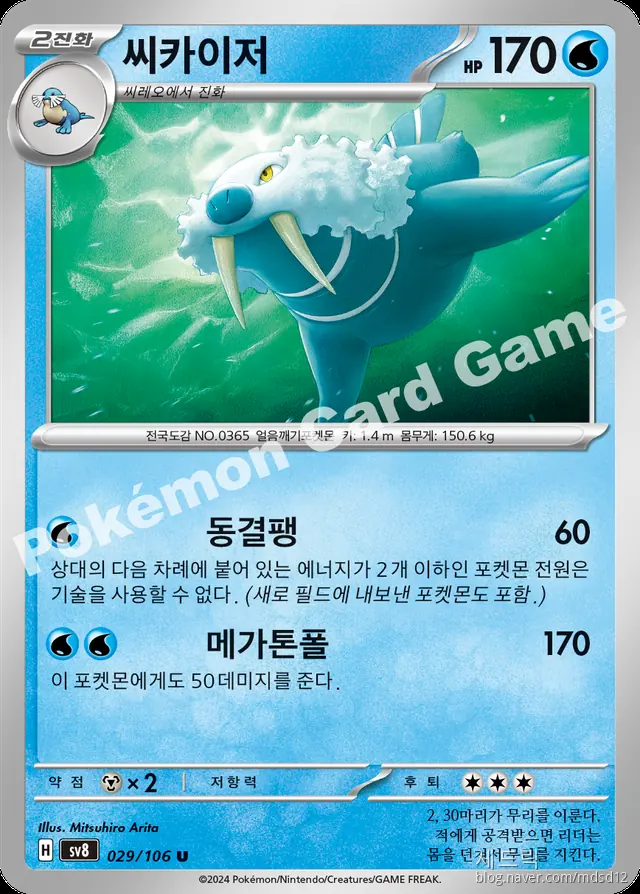 2진화
씨카이저
HP 170
씨레오에서 진화
전국도감 NO.0365 얼음깨기포켓몬 키: 1.4 m 몸무게: 150.6 kg
Pokémon Card Game
동결팽 60
상대의 다음 차례에 붙어 있는 에너지가 2개 이하인 포켓몬 전원은
기술을 사용할 수 없다. (새로 필드에 내보낸 포켓몬도 포함.)
메가톤폴 170
이 포켓몬에게도 50데미지를 준다.
약점 ×2 저항력 후퇴
Illus. Mitsuhiro Arita
H sv8 029/106 U
2, 30마리가 무리를 이룬다.
적에게 공격받으면 리더는
몸을 던져 무리를 지킨다.
blog.naver.com/mdsd12
©2024 Pokémon/Nintendo/Creatures/GAME FREAK.